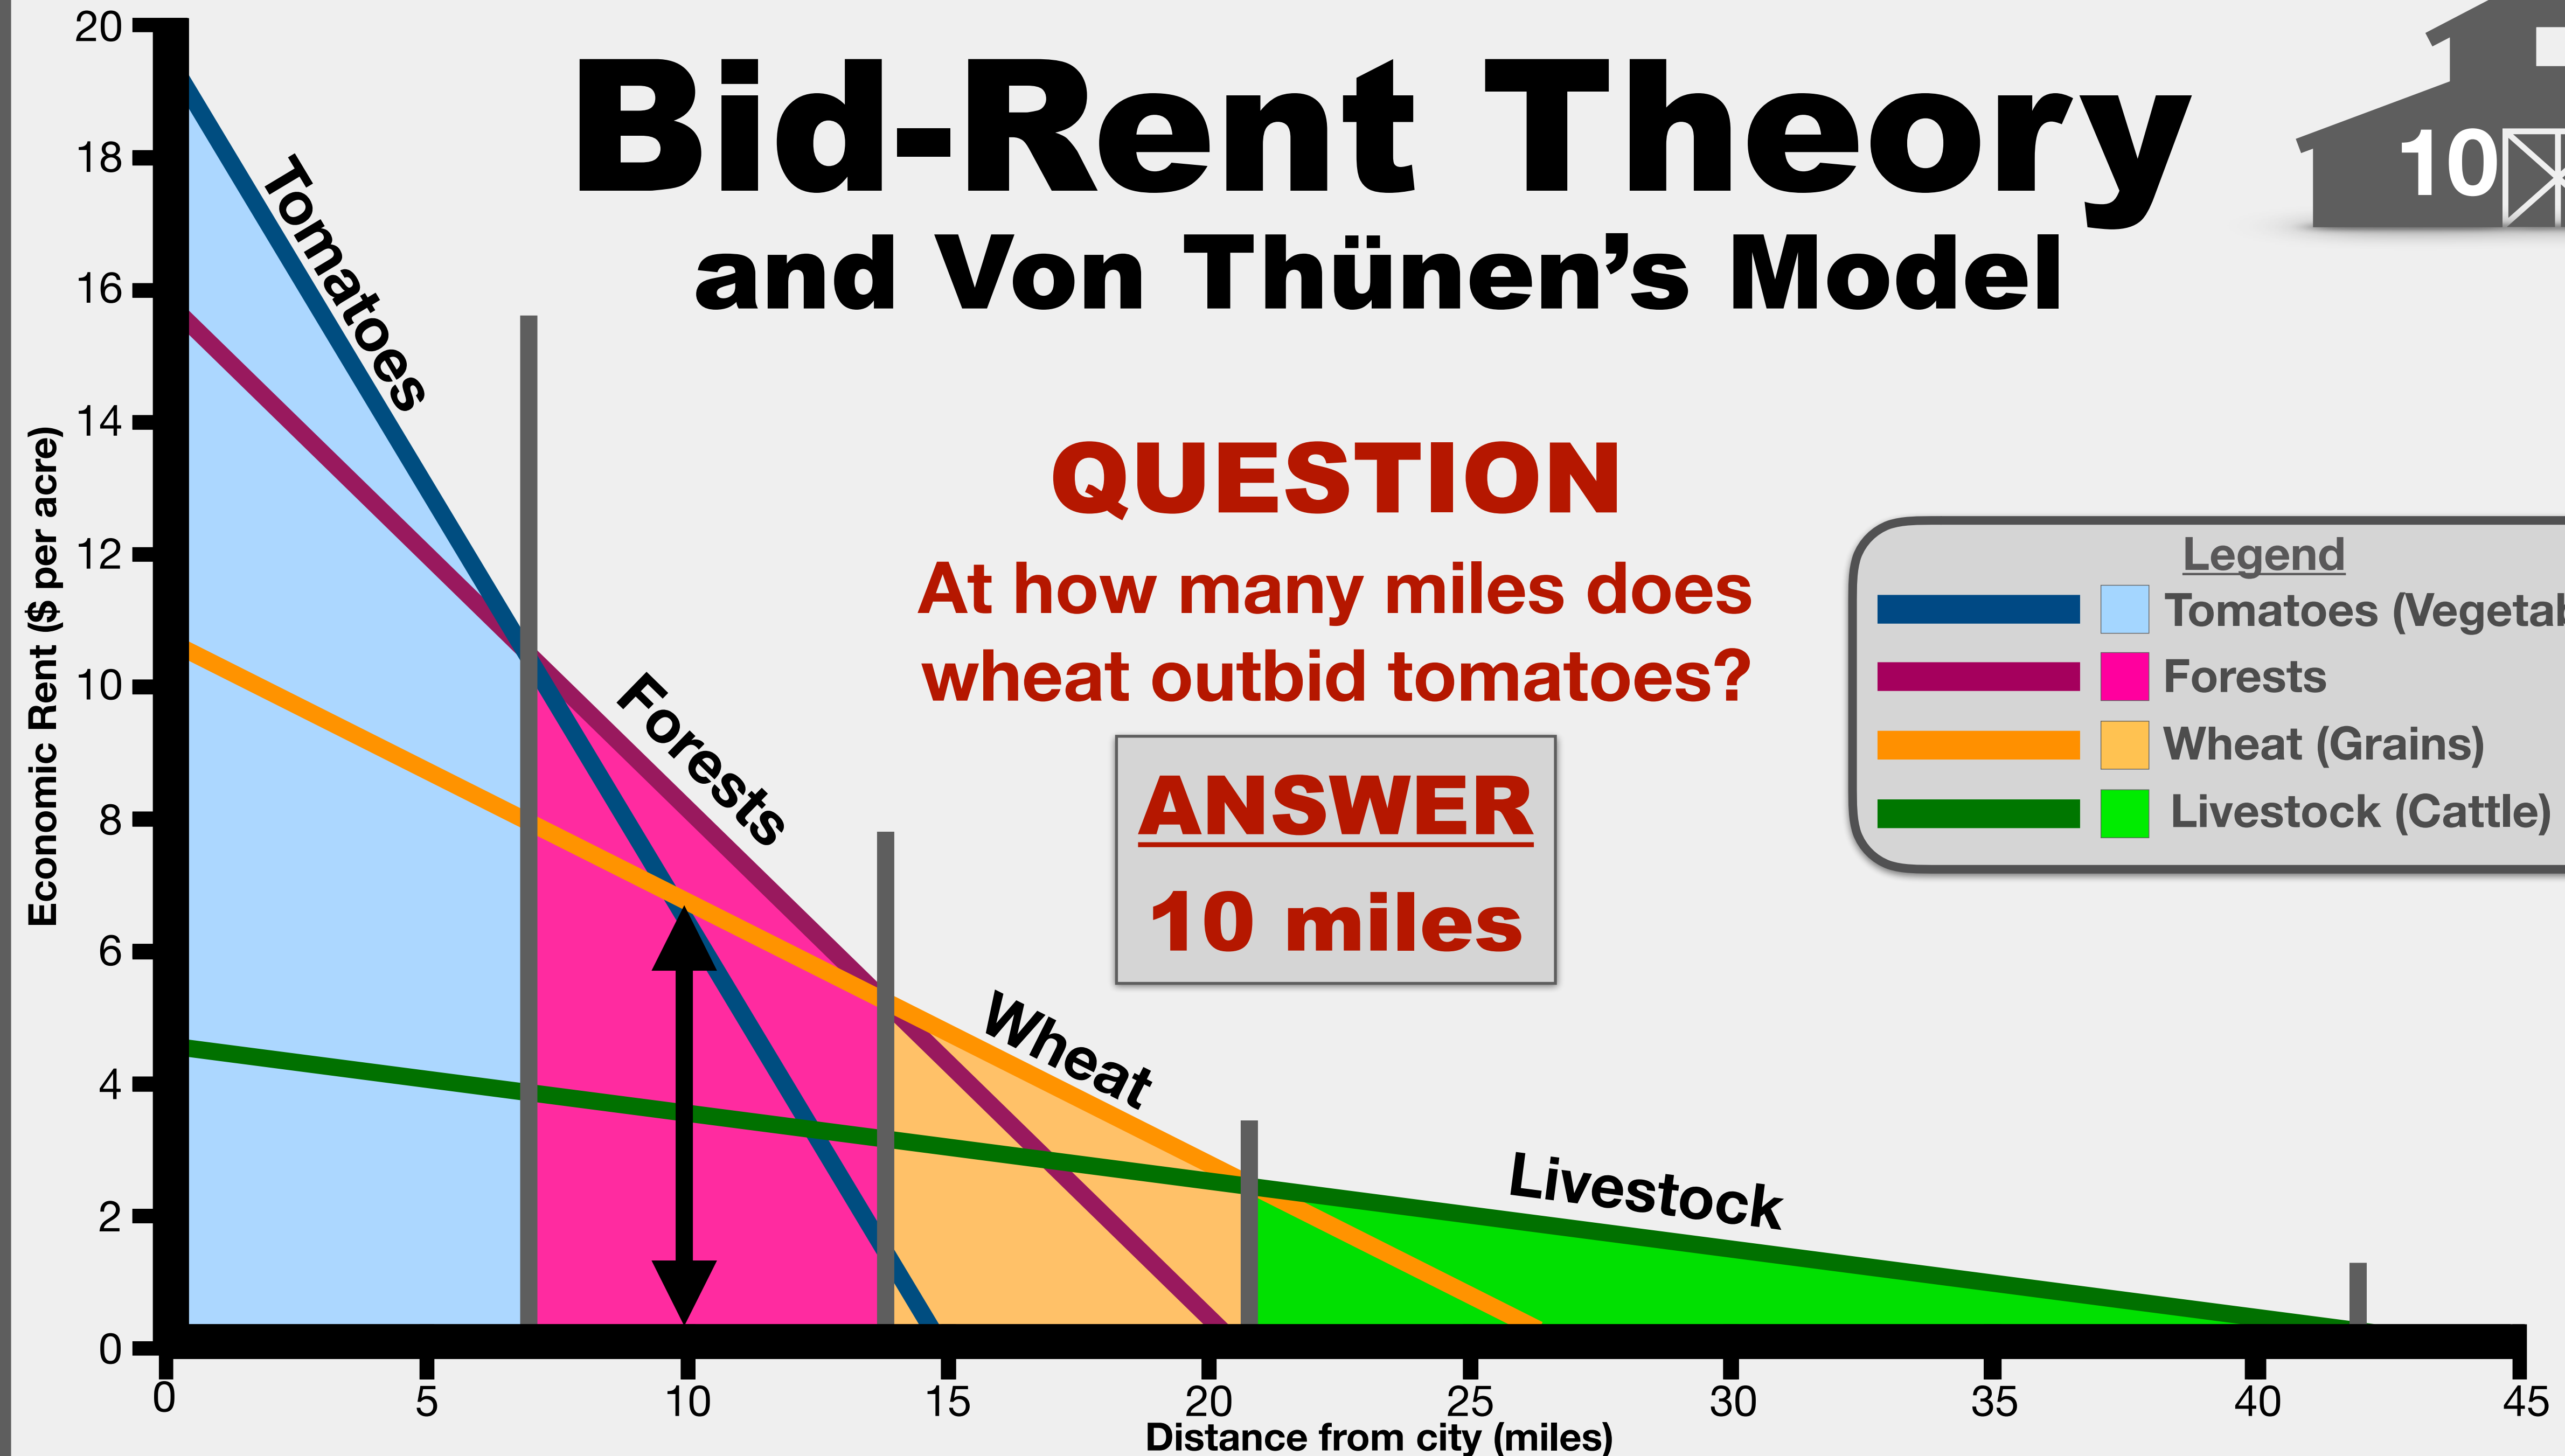 Bid-Rent Theory
and Von Thünen’s Model
10
QUESTION
At how many miles does
wheat outbid tomatoes?
ANSWER
10 miles
Legend
Tomatoes (Vegetab
Forests
Wheat (Grains)
Livestock (Cattle)
Tomatoes
Forests
Wheat
Livestock
Economic Rent ($ per acre)
20
18
16
14
12
10
8
6
4
2
0
0 5 10 15 20 25 30 35 40 45
Distance from city (miles)